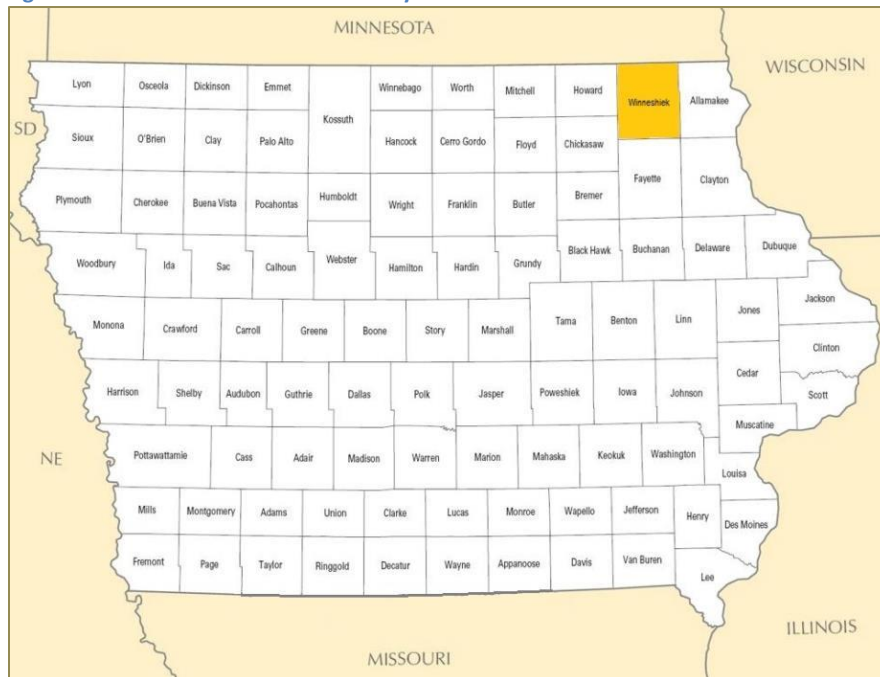 MINNESOTA
WISCONSIN
Lyon
Osceola
Dickinson
Emmet
Kossuth
Winnebago
Worth
Mitchell
Howard
Winneshiek
Allamakee
SD
Sioux
O'Brien
Clay
Palo Alto
Hancock
Cerro Gordo
Floyd
Chickasaw
Fayette
Clayton
Plymouth
Cherokee
Buena Vista
Pocahontas
Humboldt
Wright
Franklin
Butler
Bremer
Woodbury
Ida
Sac
Calhoun
Webster
Hamilton
Hardin
Grundy
Black Hawk
Buchanan
Delaware
Dubuque
Monona
Crawford
Carroll
Greene
Boone
Story
Marshall
Tama
Benton
Linn
Jones
Jackson
Clinton
Harrison
Shelby
Audubon
Guthrie
Dallas
Polk
Jasper
Poweshiek
Iowa
Johnson
Cedar
Scott
Muscatine
NE
Pottawattamie
Cass
Adair
Madison
Warren
Marion
Mahaska
Keokuk
Washington
Louisa
Mills
Montgomery
Adams
Union
Clarke
Lucas
Monroe
Wapello
Jefferson
Henry
Des Moines
Fremont
Page
Taylor
Ringgold
Decatur
Wayne
Appanoose
Davis
Van Buren
Lee
ILLINOIS
MISSOURI